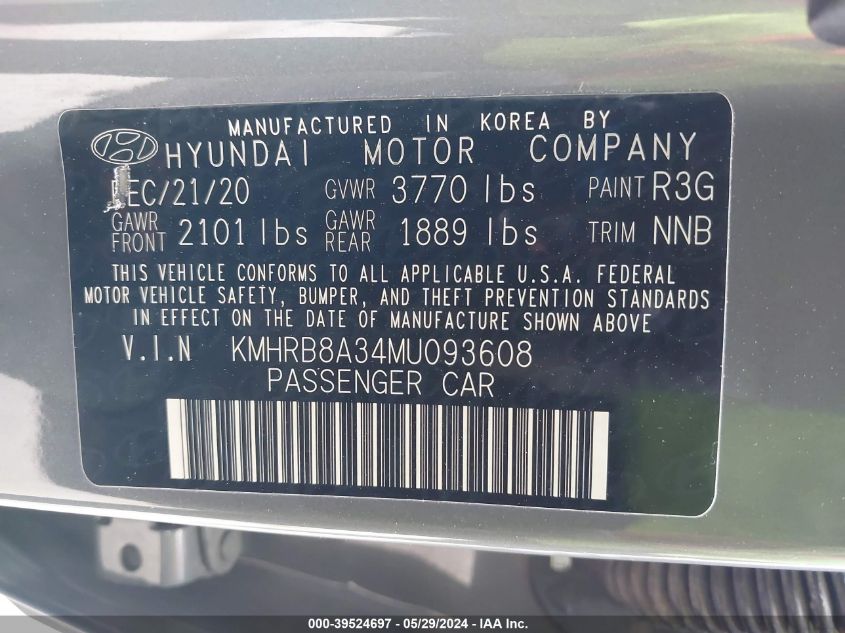 MANUFACTURED IN KOREA BY
HYUNDAI MOTOR COMPANY
DEC/21/20 GVWR 3770 lbs PAINT R3G
GAWR FRONT 2101 lbs GAWR REAR 1889 lbs TRIM NNB
THIS VEHICLE CONFORMS TO ALL APPLICABLE U.S.A. FEDERAL
MOTOR VEHICLE SAFETY, BUMPER, AND THEFT PREVENTION STANDARDS
IN EFFECT ON THE DATE OF MANUFACTURE SHOWN ABOVE
V.I.N KMHRB8A34MU093608
PASSENGER CAR
000-39524697 - 05/29/2024 - IAA Inc.